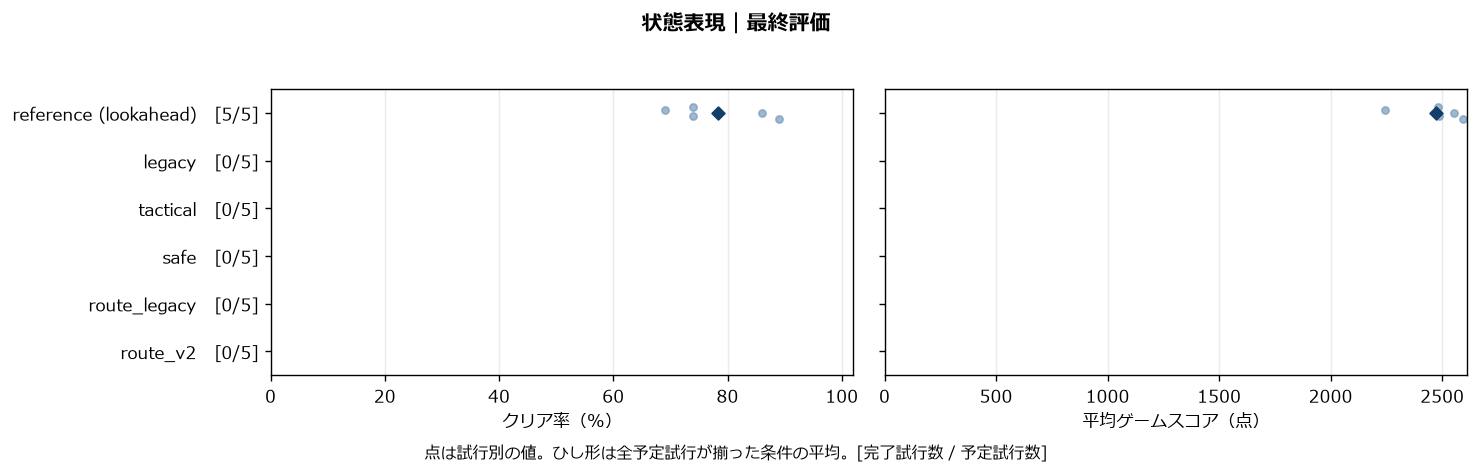 状態表現｜最終評価
reference (lookahead) [5/5]
legacy [0/5]
tactical [0/5]
safe [0/5]
route_legacy [0/5]
route_v2 [0/5]
0 20 40 60 80 100
クリア率（%）
0 500 1000 1500 2000 2500
平均ゲームスコア（点）
点は試行別の値。ひし形は全予定試行が揃った条件の平均。[完了試行数 / 予定試行数]